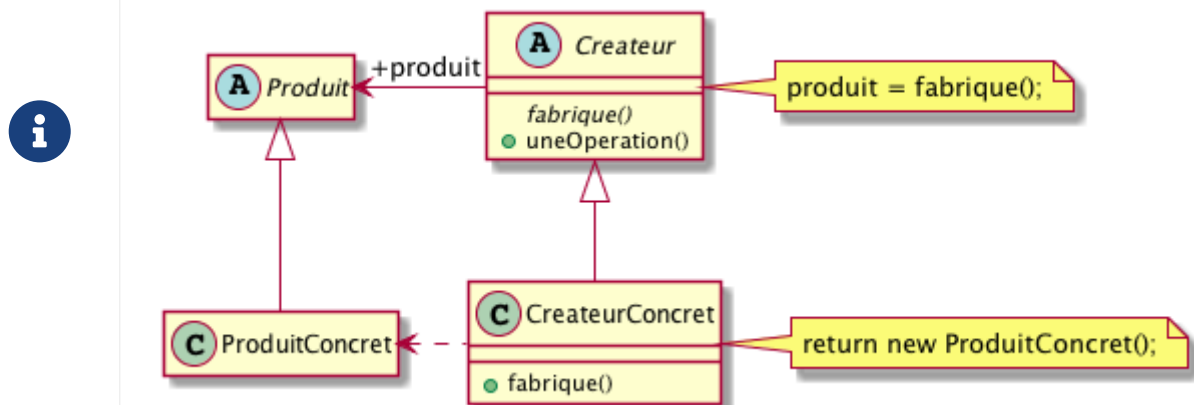 A Createur
A Produit
+produit
produit = fabrique();
fabrique()
uneOperation()
C CreateurConcret
C ProduitConcret
return new ProduitConcret();
fabrique()
i